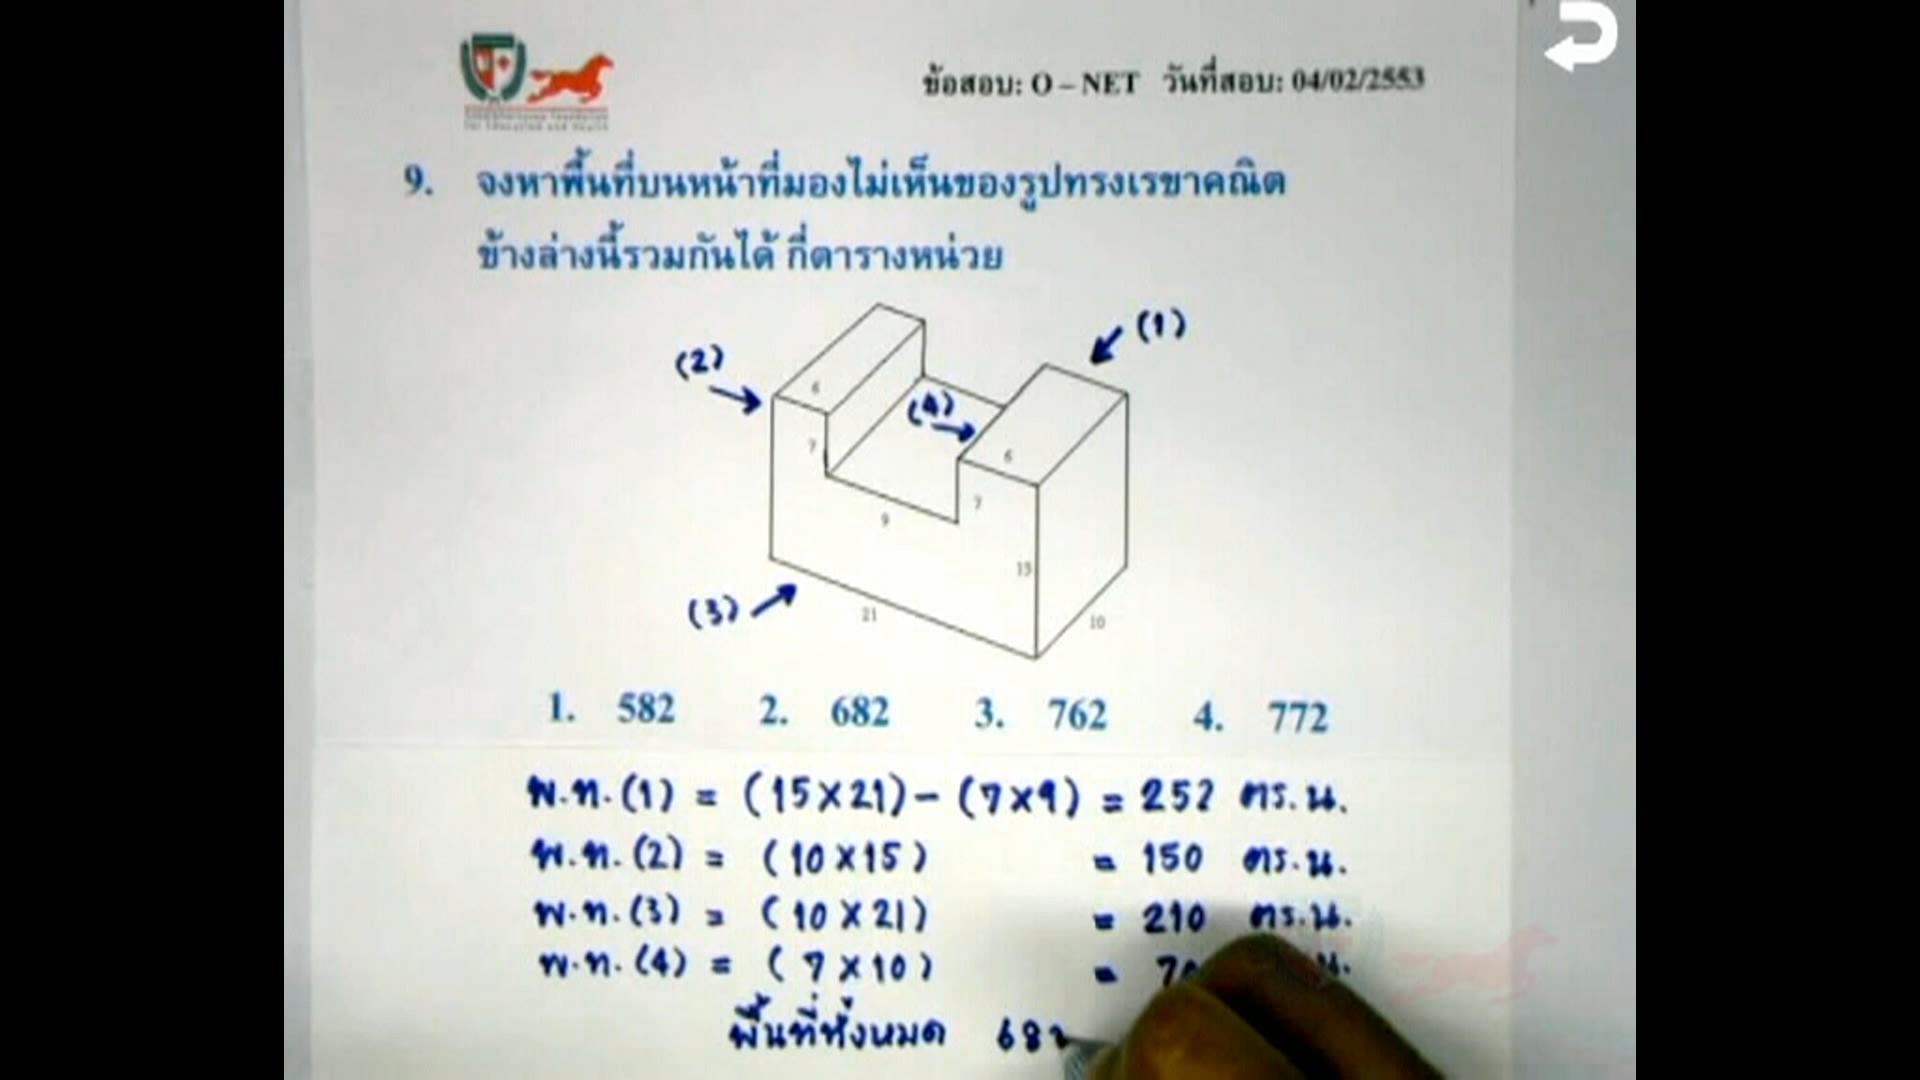 ข้อสอบ: O – NET วันที่สอบ: 04/02/2553
9. จงหาพื้นที่บนหน้าที่มองไม่เห็นของรูปทรงเรขาคณิต
ข้างล่างนี้รวมกันได้ กี่ตารางหน่วย
(1)
(2)
6
(4)
7
6
7
9
15
(3)
21
10
1. 582 2. 682 3. 762 4. 772
พ.ท.(1) = (15×21) - (7×9) = 252 ตร.น.
พ.ท.(2) = (10×15) = 150 ตร.น.
พ.ท.(3) = (10×21) = 210 ตร.น.
พ.ท.(4) = (7×10) = 70 น.
พื้นที่ทั้งหมด 682